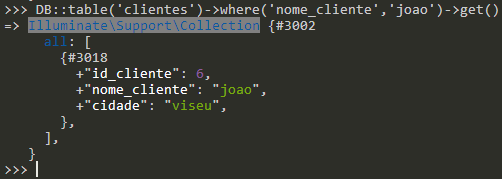 >>> DB::table('clientes')->where('nome_cliente','joao')->get()
=> Illuminate\Support\Collection {#3002
     all: [
       {#3018
         +"id_cliente": 6,
         +"nome_cliente": "joao",
         +"cidade": "viseu",
       },
     ],
   }
>>>